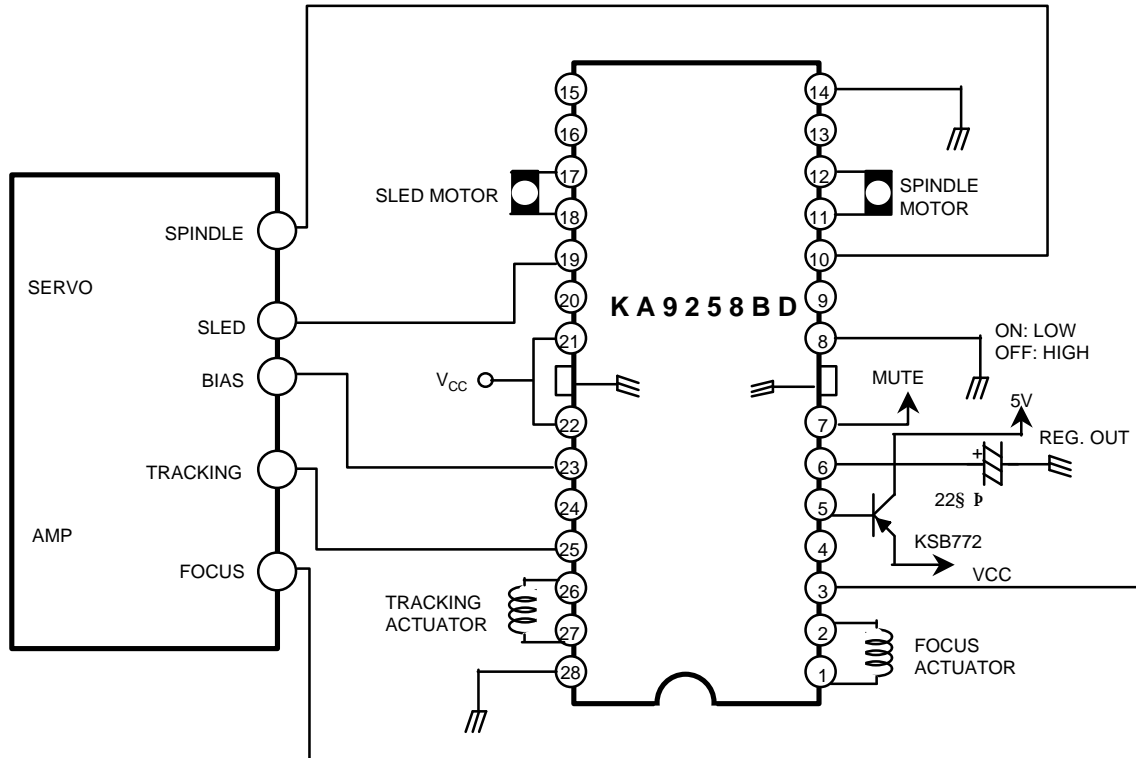 15
14
16
13
17
12
SLED MOTOR
SPINDLE
MOTOR
18
11
SPINDLE
19
10
SERVO
20
9
KA9258BD
SLED
21
8
ON: LOW
OFF: HIGH
BIAS
VCC
MUTE
5V
22
7
REG. OUT
TRACKING
23
6
+
24
5
22§ Þ
AMP
25
4
KSB772
FOCUS
VCC
26
3
TRACKING
ACTUATOR
27
2
FOCUS
ACTUATOR
28
1